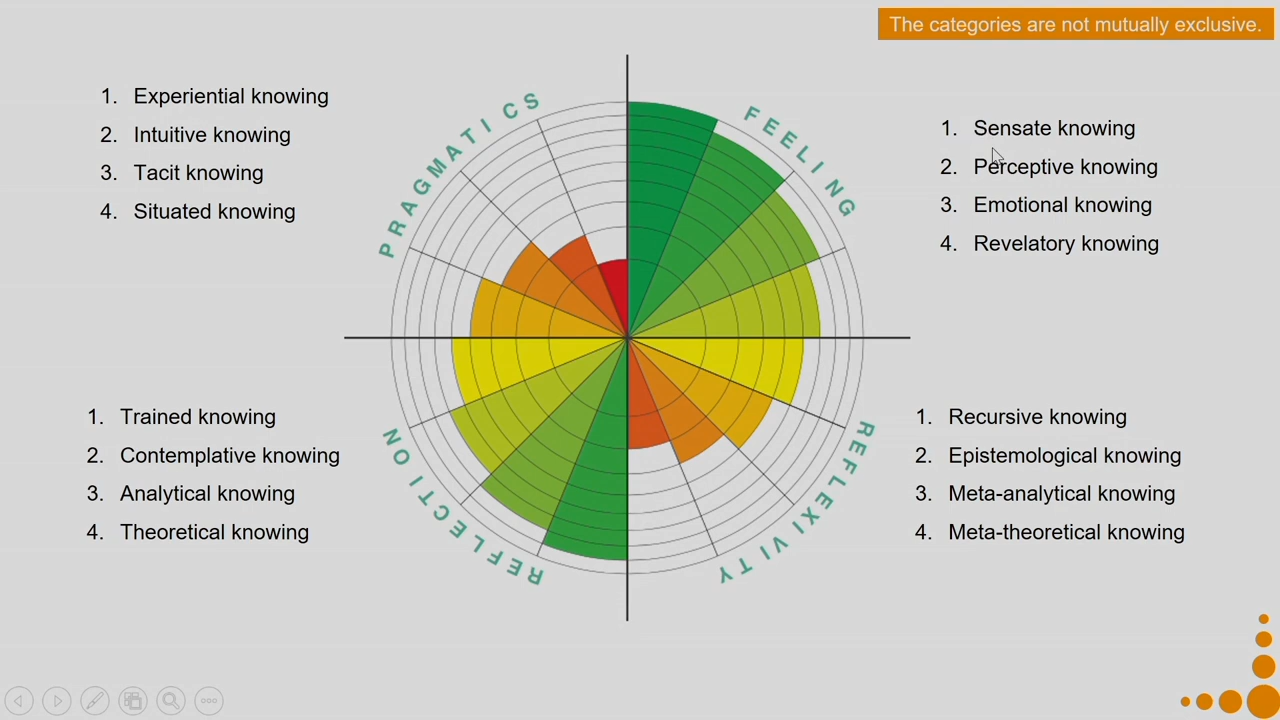 The categories are not mutually exclusive.
1. Experiential knowing
2. Intuitive knowing
3. Tacit knowing
4. Situated knowing
PRAGMATICS
FEELING
1. Sensate knowing
2. Perceptive knowing
3. Emotional knowing
4. Revelatory knowing
1. Trained knowing
2. Contemplative knowing
3. Analytical knowing
4. Theoretical knowing
REFLECTION
REFLEXIVITY
1. Recursive knowing
2. Epistemological knowing
3. Meta-analytical knowing
4. Meta-theoretical knowing